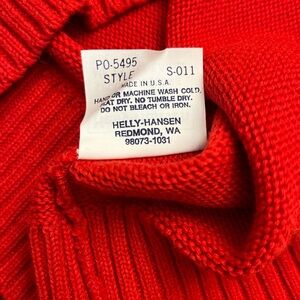 PO-5495
STYLE S-011
MADE IN U.S.A.
HAND OR MACHINE WASH COLD,
FLAT DRY. NO TUMBLE DRY.
DO NOT BLEACH OR IRON.
HELLY-HANSEN
REDMOND, WA
98073-1031